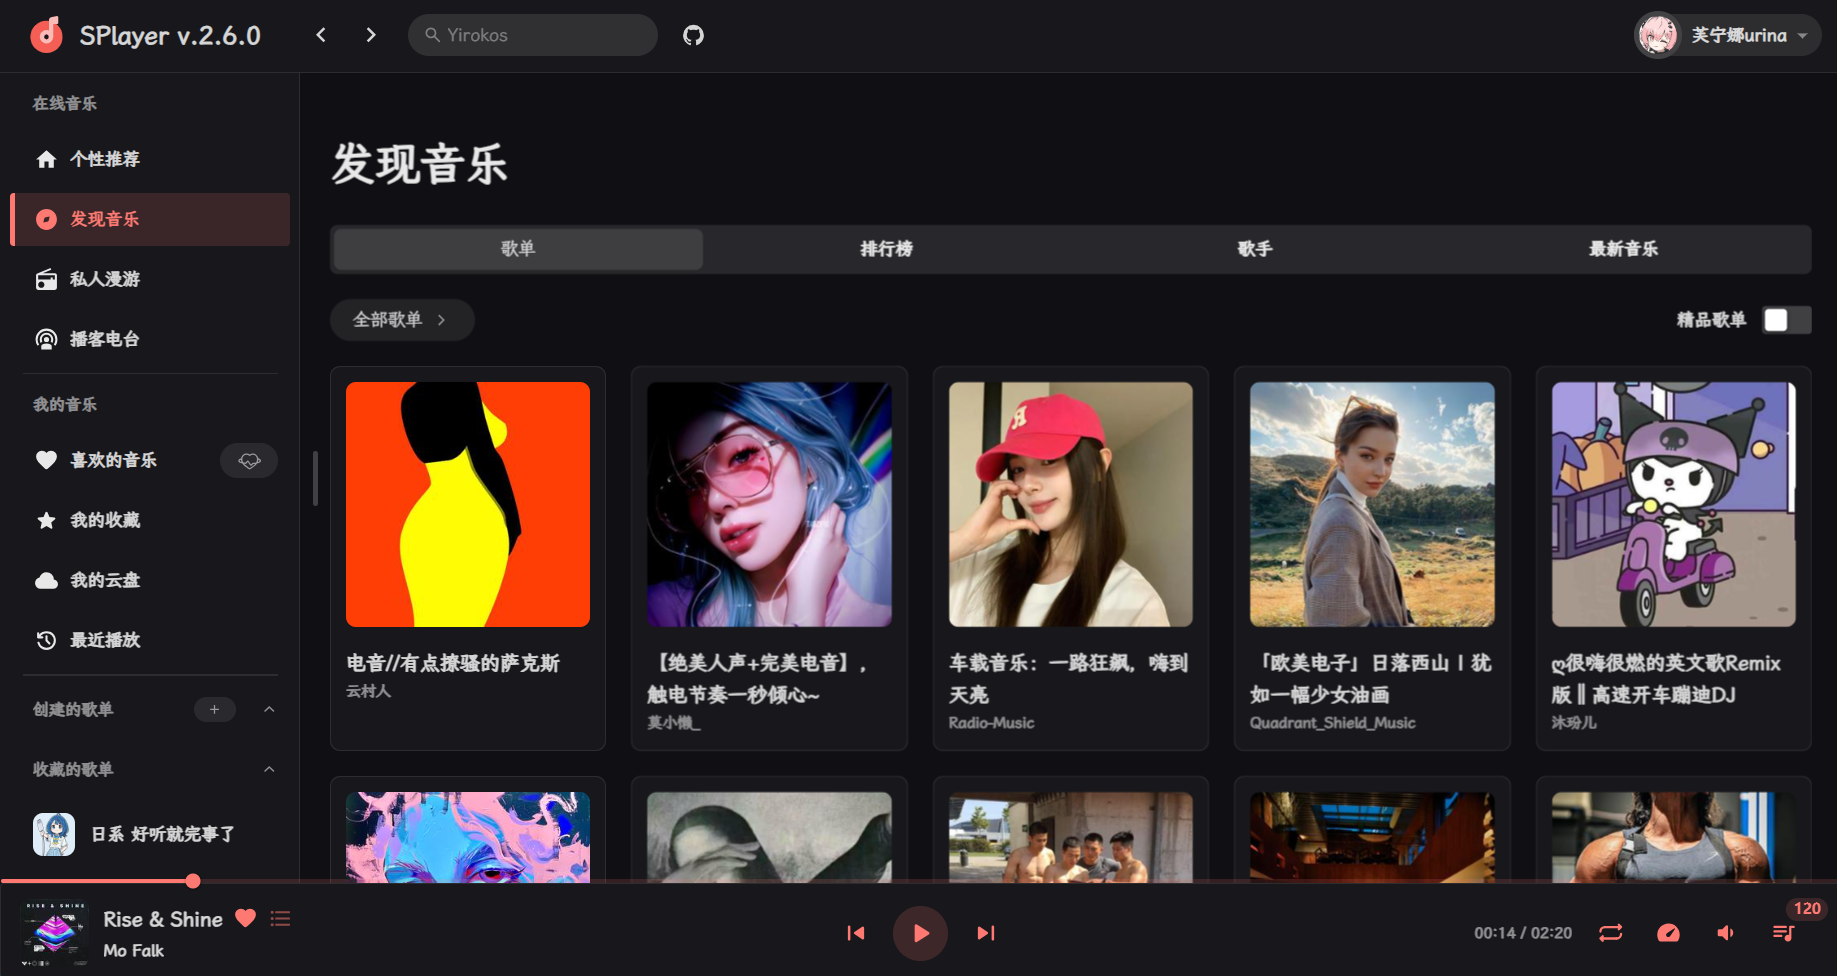 SPlayer v.2.6.0
Yirokos
芙宁娜urina
在线音乐
个性推荐
发现音乐
私人漫游
播客电台
我的音乐
喜欢的音乐
我的收藏
我的云盘
最近播放
创建的歌单
收藏的歌单
日系 好听就完事了
发现音乐
歌单
排行榜
歌手
最新音乐
全部歌单
精品歌单
电音//有点撩骚的萨克斯
云村人
【绝美人声+完美电音】，
触电节奏一秒倾心~
莫小懒_
车载音乐：一路狂飙，嗨到
天亮
Radio-Music
「欧美电子」日落西山 I 犹
如一幅少女油画
Quadrant_Shield_Music
ღ很嗨很燃的英文歌Remix
版 ‖ 高速开车蹦迪DJ
沐玢儿
RISE & SHINE
Rise & Shine
Mo Falk
00:14 / 02:20
120